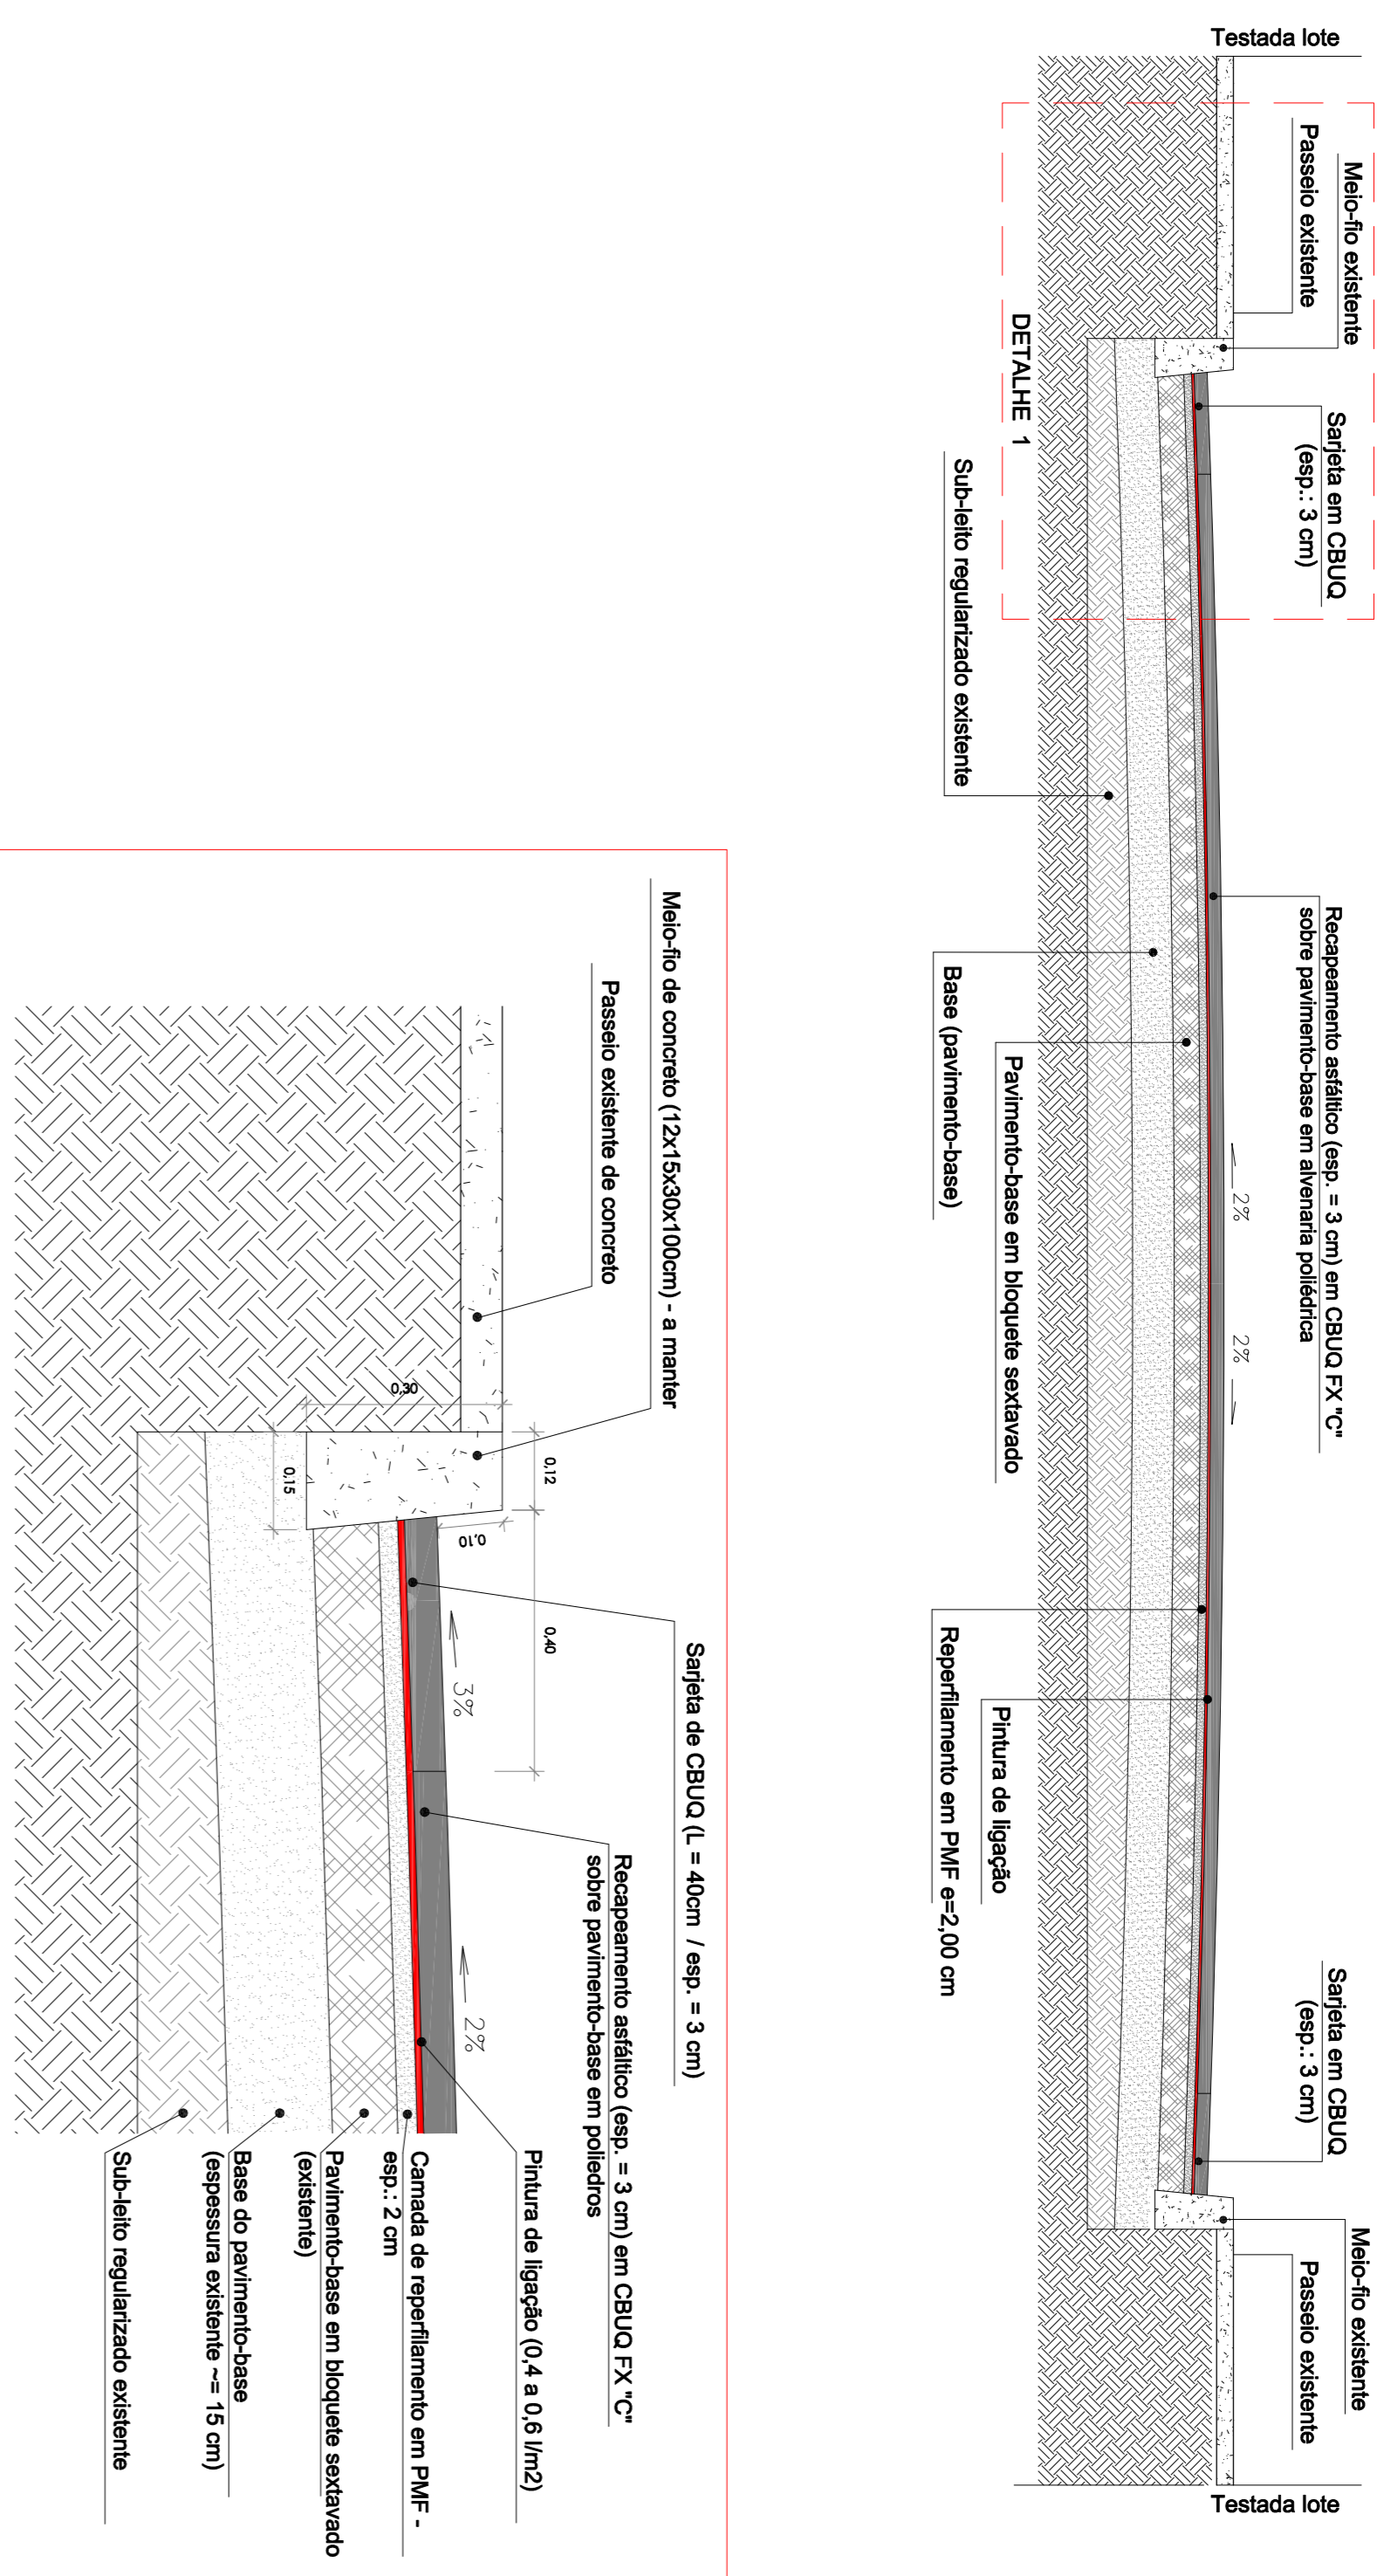 Testada lote
Meio-fio existente
Passeio existente
Sarjeta em CBUQ
(esp.: 3 cm)
DETALHE 1
Sub-leito regularizado existente
Recapeamento asfáltico (esp. = 3 cm) em CBUQ FX "C"
sobre pavimento-base em alvenaria poliédrica
2%
2%
Base (pavimento-base)
Pavimento-base em bloquete sextavado
Pintura de ligação
Reperfilamento em PMF e=2,00 cm
Sarjeta em CBUQ
(esp.: 3 cm)
Meio-fio existente
Passeio existente
Testada lote
Meio-fio de concreto (12x15x30x100cm) - a manter
Passeio existente de concreto
0,30
0,12
0,15
0,10
0,40
3%
2%
Sarjeta de CBUQ (L = 40cm / esp. = 3 cm)
Recapeamento asfáltico (esp. = 3 cm) em CBUQ FX "C"
sobre pavimento-base em poliedros
Pintura de ligação (0,4 a 0,6 l/m2)
Camada de reperfilamento em PMF -
esp.: 2 cm
Pavimento-base em bloquete sextavado
(existente)
Base do pavimento-base
(espessura existente ~= 15 cm)
Sub-leito regularizado existente